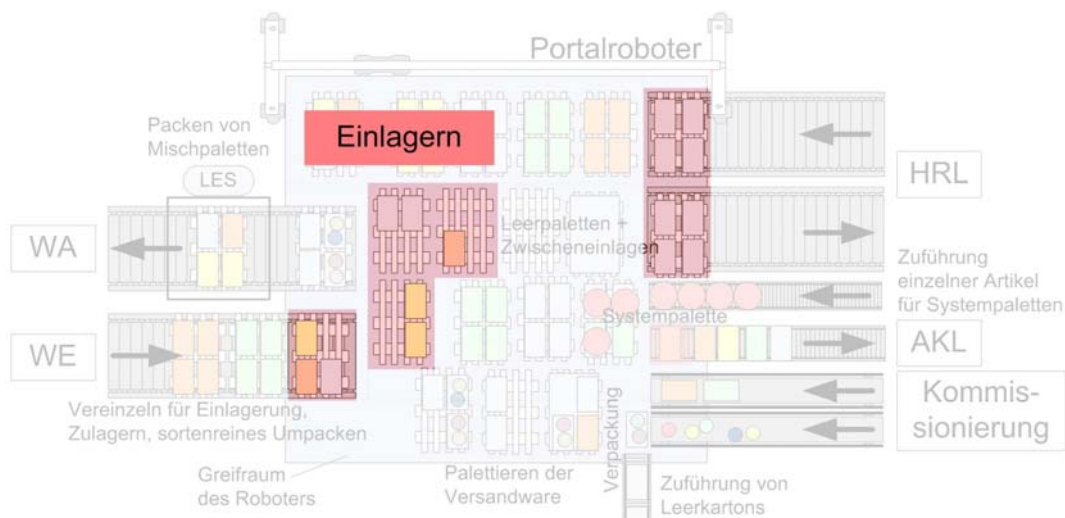 Portalroboter
Packen von
Mischpaletten
Einlagern
LES
HRL
WA
Leerpaletten +
Zwischeneinlagen
Zuführung
einzelner Artikel
für Systempaletten
Systempalette
WE
AKL
Vereinzeln für Einlagerung,
Zulagern, sortenreines Umpacken
Kommis-
sionierung
Verpackung
Greifraum
des Roboters
Palettieren der
Versandware
Zuführung von
Leerkartons